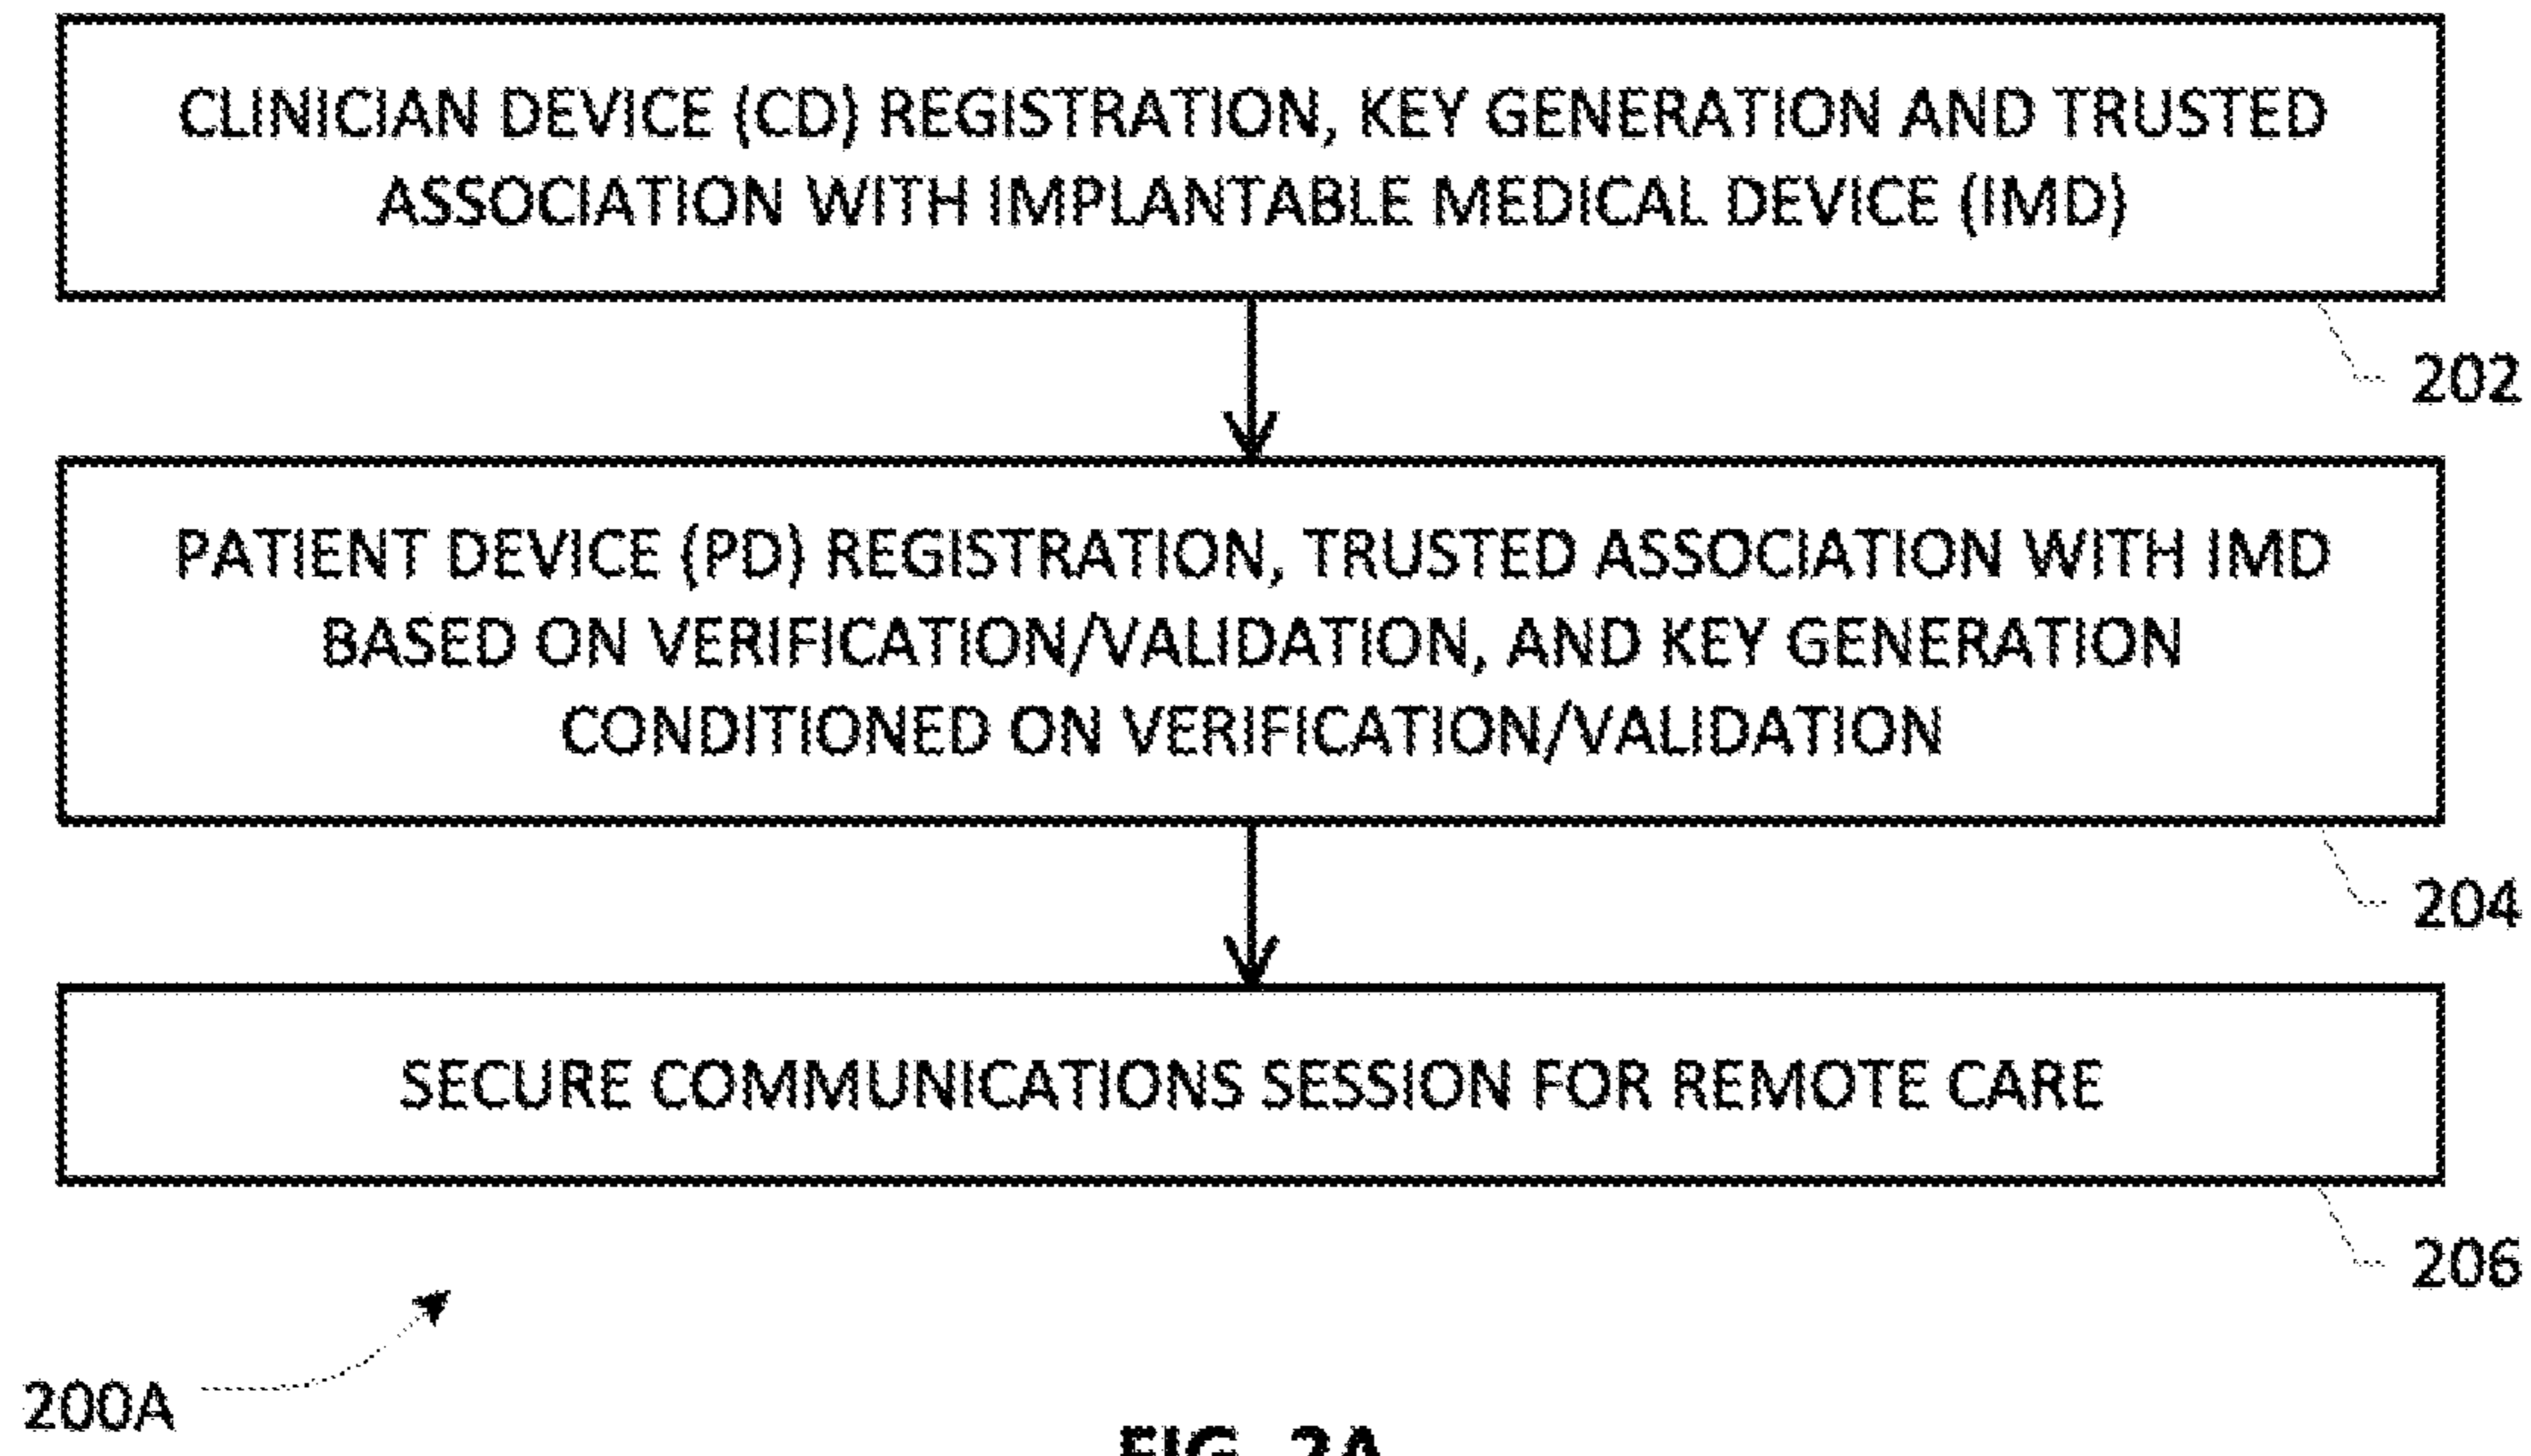 CLINICIAN DEVICE (CD) REGISTRATION, KEY GENERATION AND TRUSTED
ASSOCIATION WITH IMPLANTABLE MEDICAL DEVICE (IMD)
202
PATIENT DEVICE (PD) REGISTRATION, TRUSTED ASSOCIATION WITH IMD
BASED ON VERIFICATION/VALIDATION, AND KEY GENERATION
CONDITIONED ON VERIFICATION/VALIDATION
204
SECURE COMMUNICATIONS SESSION FOR REMOTE CARE
206
200A
FIG. 2A